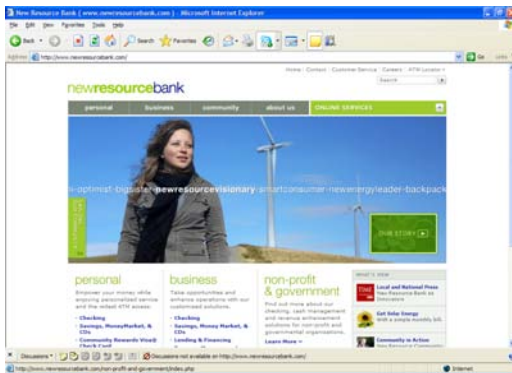 New Resource Bank ( www.newresourcebank.com ) - Microsoft Internet Explorer
File Edit View Favorites Tools Help
Back Search Favorites
Address http://www.newresourcebank.com/ Go Links
Home | Contact | Customer Service | Careers | ATM Locator
Search
newresourcebank
personal business community about us ONLINE SERVICES
k-optimist-bigsister-newresourcevisionary-smartconsumer-newenergyleader-backpack
OUR STORY
personal
Empower your money while
enjoying personalized service
and the widest ATM access:
- Checking
- Savings, MoneyMarket, &
CDs
- Community Rewards Visa®
Check Card
business
Take opportunities and
enhance operations with our
customized solutions.
- Checking
- Lending & Financing
- Savings, MoneyMarket, &
CDs
non-profit
& government
Find out more about our
checking, cash management
and revenue enhancement
solutions for non-profit and
governmental organizations.
Learn More
WHAT'S NEW
Local and National Press
New Resource Bank as
Innovators
Get Solar Energy
With a simple monthly bill.
Community in Action
Discussions Discussions not available on http://www.newresourcebank.com/
http://www.newresourcebank.com/non-profit-and-government/index.php Internet